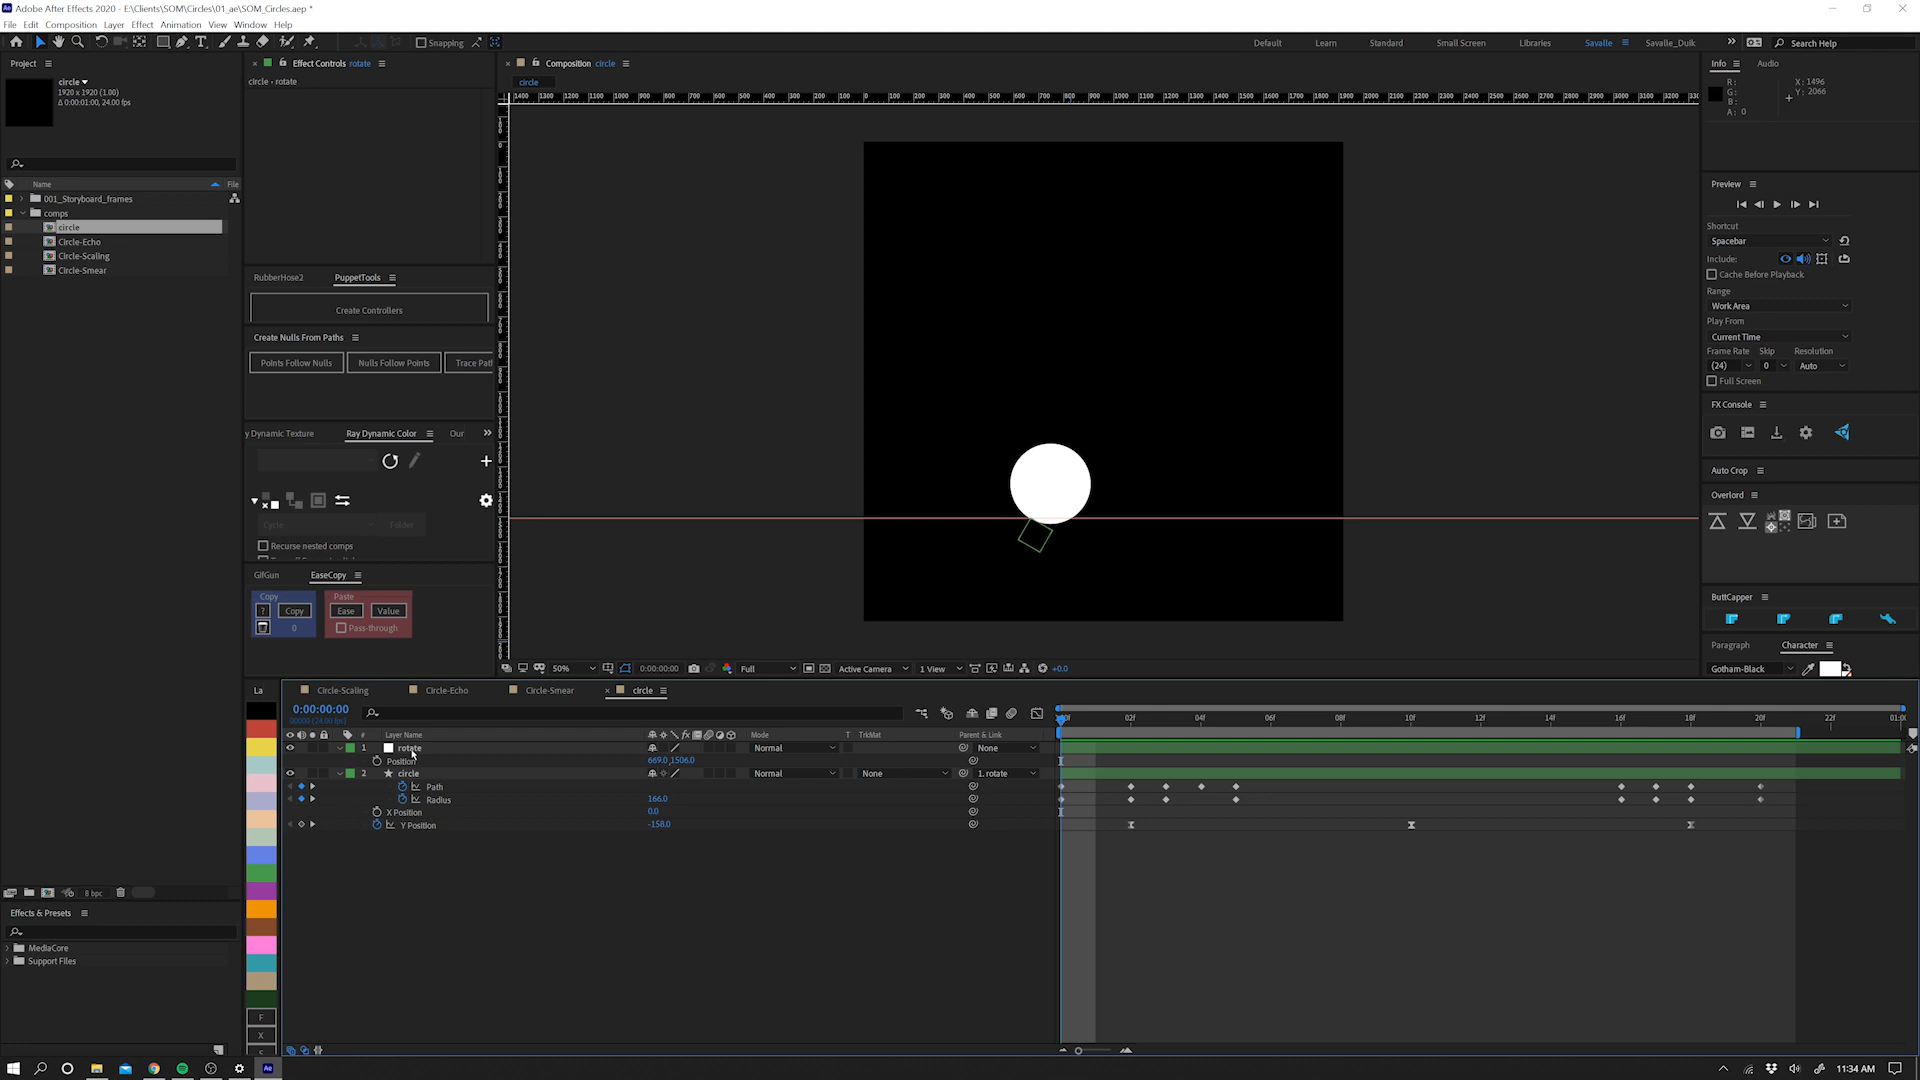 Adobe After Effects 2020 - E:\Clients\SOM\Circles\01_ae\SOM_Circles.aep *
File Edit Composition Layer Effect Animation View Window Help
Snapping
Default Learn Standard Small Screen Libraries Savalle Savalle_Duik Search Help
Project
circle
1920 x 1920 (1.00)
Δ 0:00:01:00, 24.00 fps
Name File
001_Storyboard_frames
comps
circle
Circle-Echo
Circle-Scaling
Circle-Smear
8 bpc
Effects & Presets
MediaCore
Support Files
Effect Controls rotate
circle • rotate
RubberHose2 PuppetTools
Create Controllers
Create Nulls From Paths
Points Follow Nulls Nulls Follow Points Trace Pat
y Dynamic Texture Ray Dynamic Color Our
Cycle Folder
Recurse nested comps
GifGun EaseCopy
Copy Paste
? Copy Ease Value
0 Pass-through
Composition circle
circle
50% 0:00:00:00 Full Active Camera 1 View +0.0
Info Audio
R: X: 1496
G: Y: 2066
B:
A: 0
Preview
Shortcut
Spacebar
Include:
Cache Before Playback
Range
Work Area
Play From
Current Time
Frame Rate Skip Resolution
(24) 0 Auto
Full Screen
FX Console
Auto Crop
Overlord
ButtCapper
Paragraph Character
Gotham-Black
La Circle-Scaling Circle-Echo Circle-Smear circle
0:00:00:00
00000 (24.00 fps)
02f 04f 06f 08f 10f 12f 14f 16f 18f 20f 22f 01:0
# Layer Name Mode T TrkMat Parent & Link
1 rotate Normal None
Position 669.0,1506.0
2 circle Normal None 1. rotate
Path
Radius 166.0
X Position 0.0
Y Position -158.0
F
X
11:34 AM